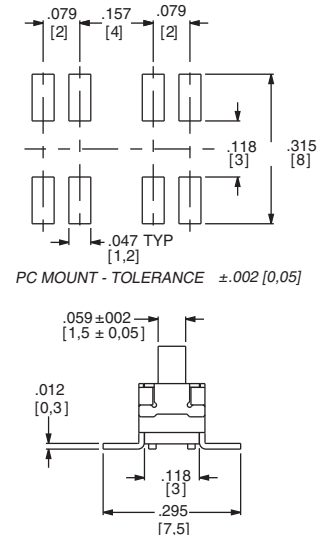 .079 .157 .079
[2] [4] [2]
.118
[3]
.315
[8]
.047 TYP
[1,2]
PC MOUNT - TOLERANCE ±.002 [0,05]
.059 ±002
[1,5 ± 0,05]
.012
[0,3]
.118
[3]
.295
[7,5]